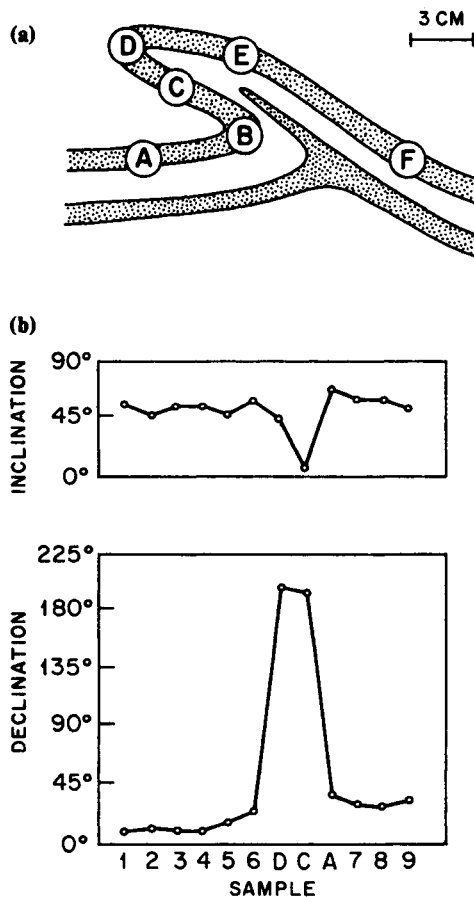 (a)
3 CM
D
E
C
B
A
F
(b)
INCLINATION
90°
45°
0°
DECLINATION
225°
180°
135°
90°
45°
0°
1 2 3 4 5 6 D C A 7 8 9
SAMPLE